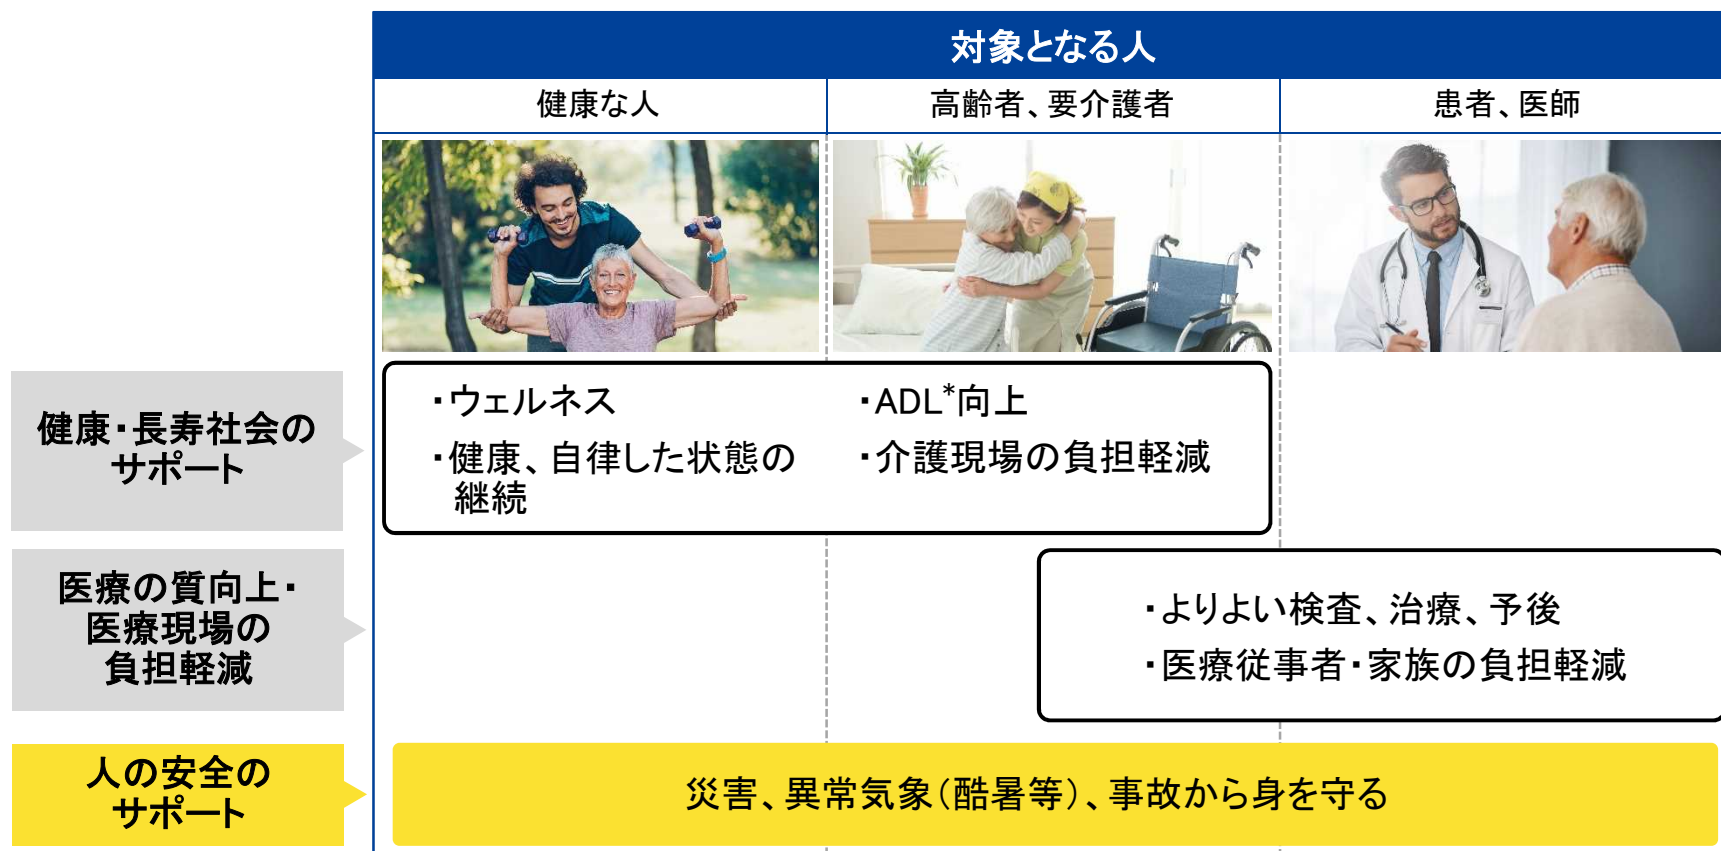 対象となる人
健康な人
高齢者、要介護者
患者、医師
健康・長寿社会の
サポート
・ウェルネス
・健康、自律した状態の
継続
・ADL*向上
・介護現場の負担軽減
医療の質向上・
医療現場の
負担軽減
・よりよい検査、治療、予後
・医療従事者・家族の負担軽減
人の安全の
サポート
災害、異常気象(酷暑等)、事故から身を守る